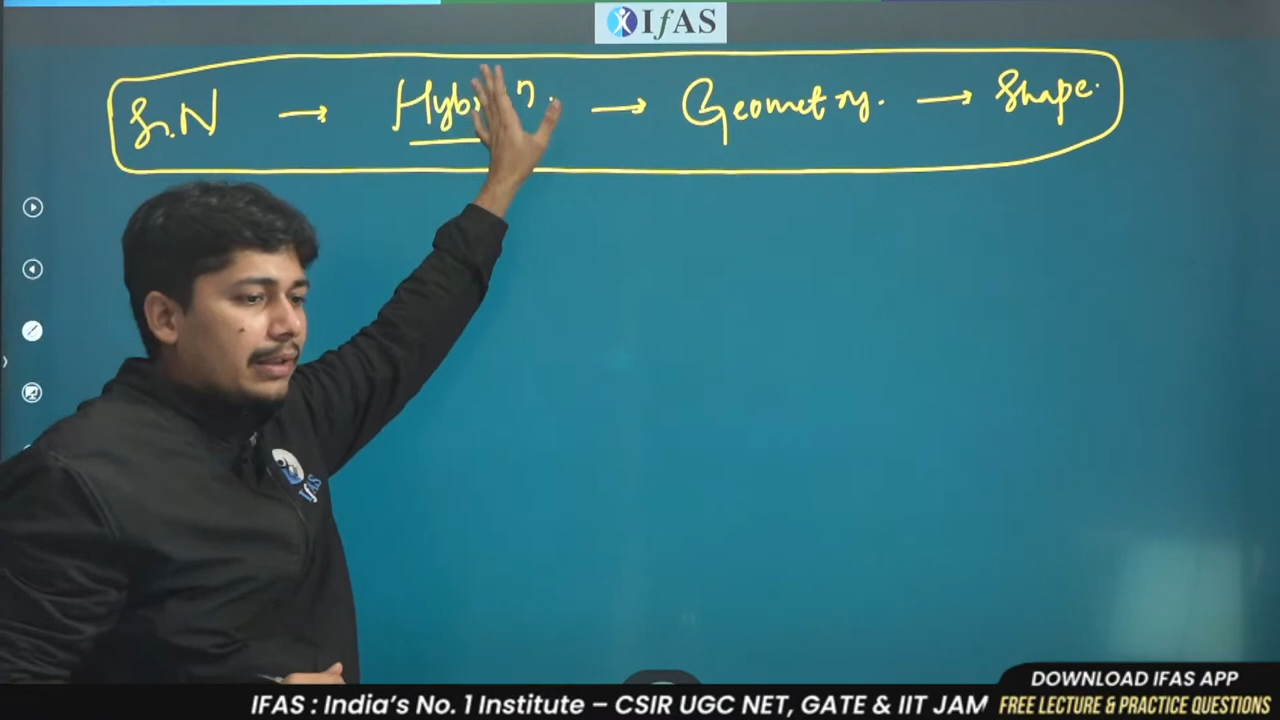 IfAS
S.N → Hyb n. → Geometry. → Shape.
IfAS
DOWNLOAD IFAS APP
IFAS : India's No. 1 Institute – CSIR UGC NET, GATE & IIT JAM FREE LECTURE & PRACTICE QUESTIONS